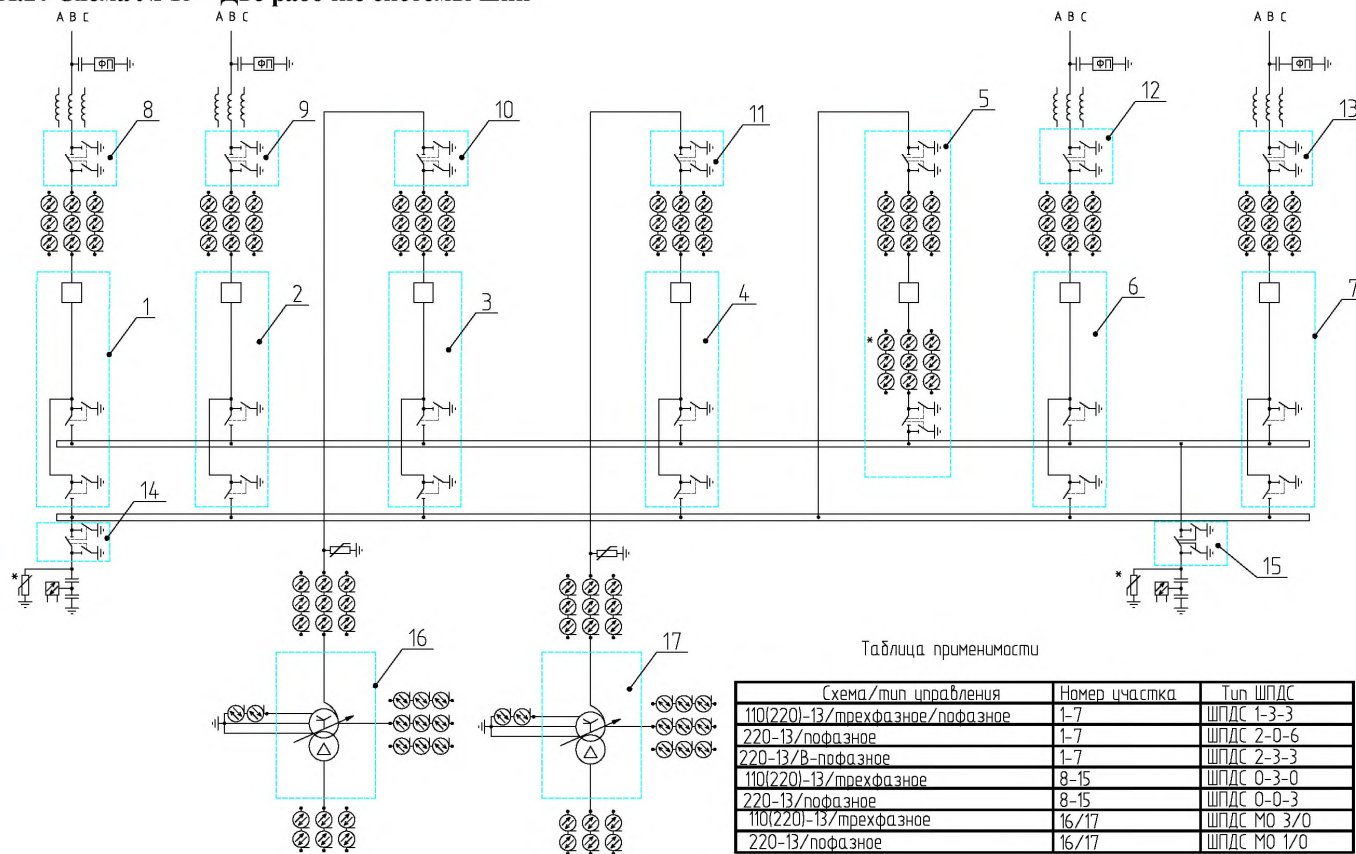 Две рабочие системы шин
А В С
А В С
А В С
А В С
ФП
ФП
ФП
ФП
8
9
10
11
5
12
13
1
2
3
4
6
7
*
14
15
*
*
16
17
Таблица применимости
Схема/тип управления Номер участка Тип ШПДС
110(220)-13/трехфазное/пофазное 1-7 ШПДС 1-3-3
220-13/пофазное 1-7 ШПДС 2-0-6
220-13/В-пофазное 1-7 ШПДС 2-3-3
110(220)-13/трехфазное 8-15 ШПДС 0-3-0
220-13/пофазное 8-15 ШПДС 0-0-3
110(220)-13/трехфазное 16/17 ШПДС МО 3/0
220-13/пофазное 16/17 ШПДС МО 1/0